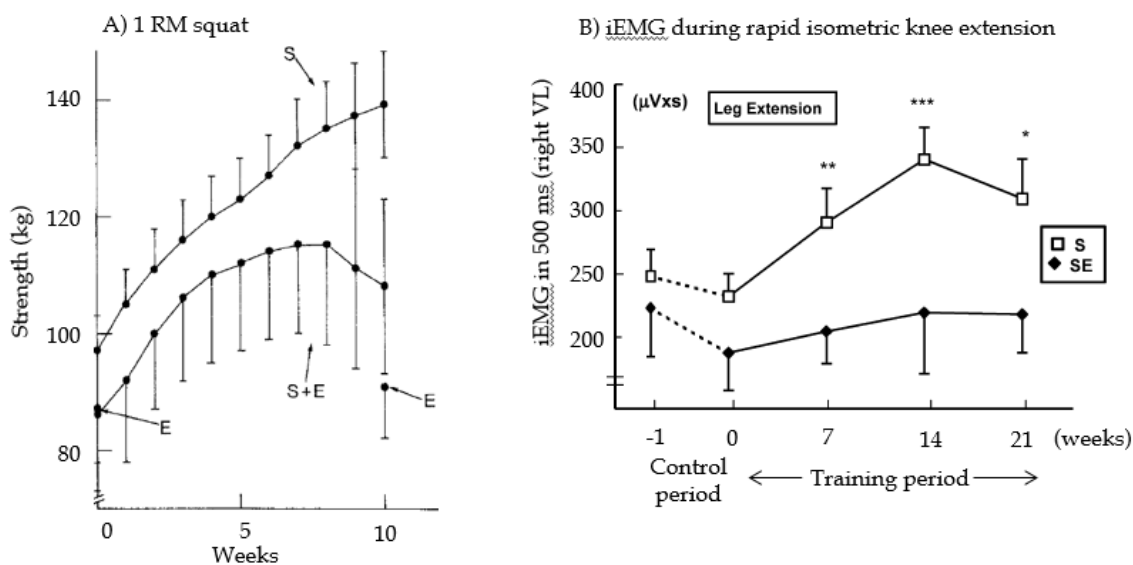 A) 1 RM squat
Strength (kg)
140
120
100
80
S
S+E
E
E
0
5
10
Weeks
B) iEMG during rapid isometric knee extension
iEMG in 500 ms (right VL)
400
350
300
250
200
(μVxs)
Leg Extension
**
***
*
S
SE
-1
0
7
14
21
(weeks)
Control
period
Training period